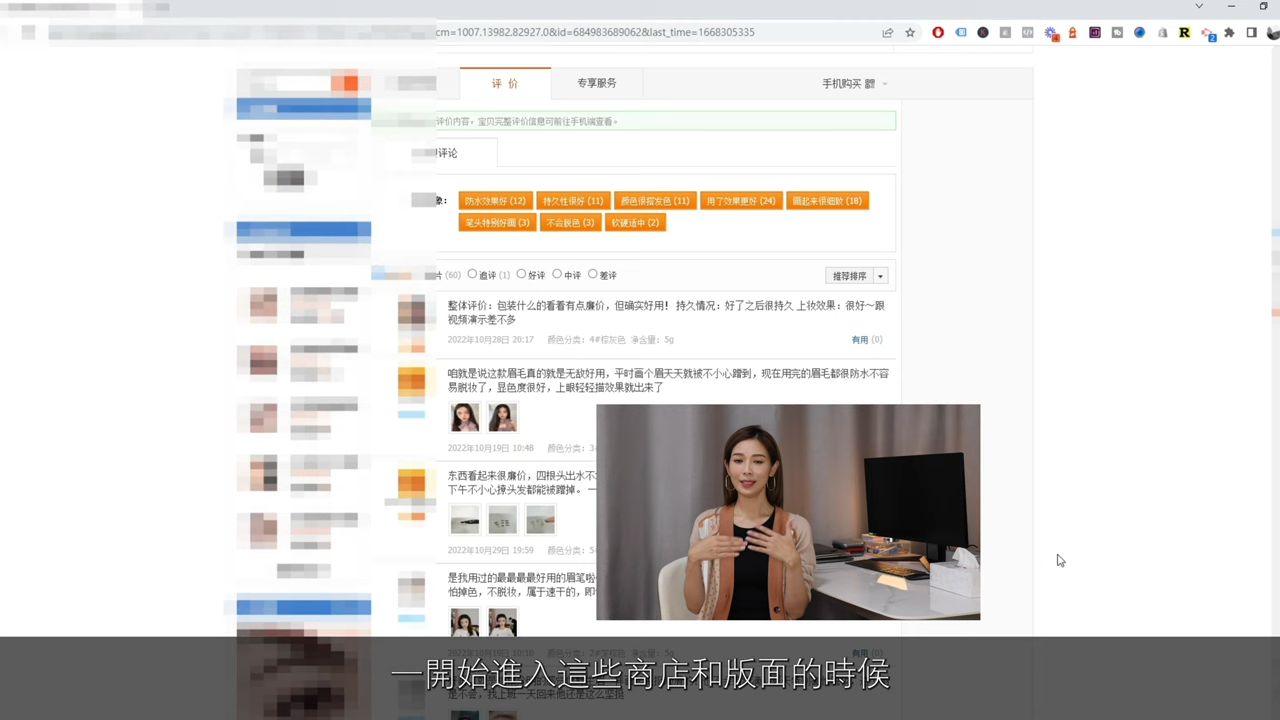 cm=1007.13982.82927.0&id=684983689062&last_time=1668305335
评 价
专享服务
手机购买
评价内容，宝贝完整评价信息可前往手机端查看。
评论
象:
防水效果好 (12)
持久性很好 (11)
颜色很搭发色 (11)
用了效果更好 (24)
画起来很细致 (18)
笔头特别好画 (3)
不会脱色 (3)
软硬适中 (2)
片 (60)
追评 (1)
好评
中评
差评
推荐排序
整体评价：包装什么的看着有点廉价，但确实好用！ 持久情况：好了之后很持久 上妆效果：很好～跟
视频演示差不多
2022年10月28日 20:17 颜色分类：4#棕灰色 净含量：5g
有用 (0)
咱就是说这款眉毛真的就是无敌好用，平时画个眉天天就被不小心蹭到，现在用完的眉毛都很防水不容
易脱妆了，显色度很好，上眼轻轻描效果就出来了
2022年10月19日 10:48 颜色分类：3
东西看起来很廉价，四根头出水不
下午不小心撩头发都能被蹭掉。 一
2022年10月29日 19:59 颜色分类：5
是我用过的最最最最好用的眉笔啦
怕掉色，不脱妆，属于速干的，即
一開始進入這些商店和版面的時候